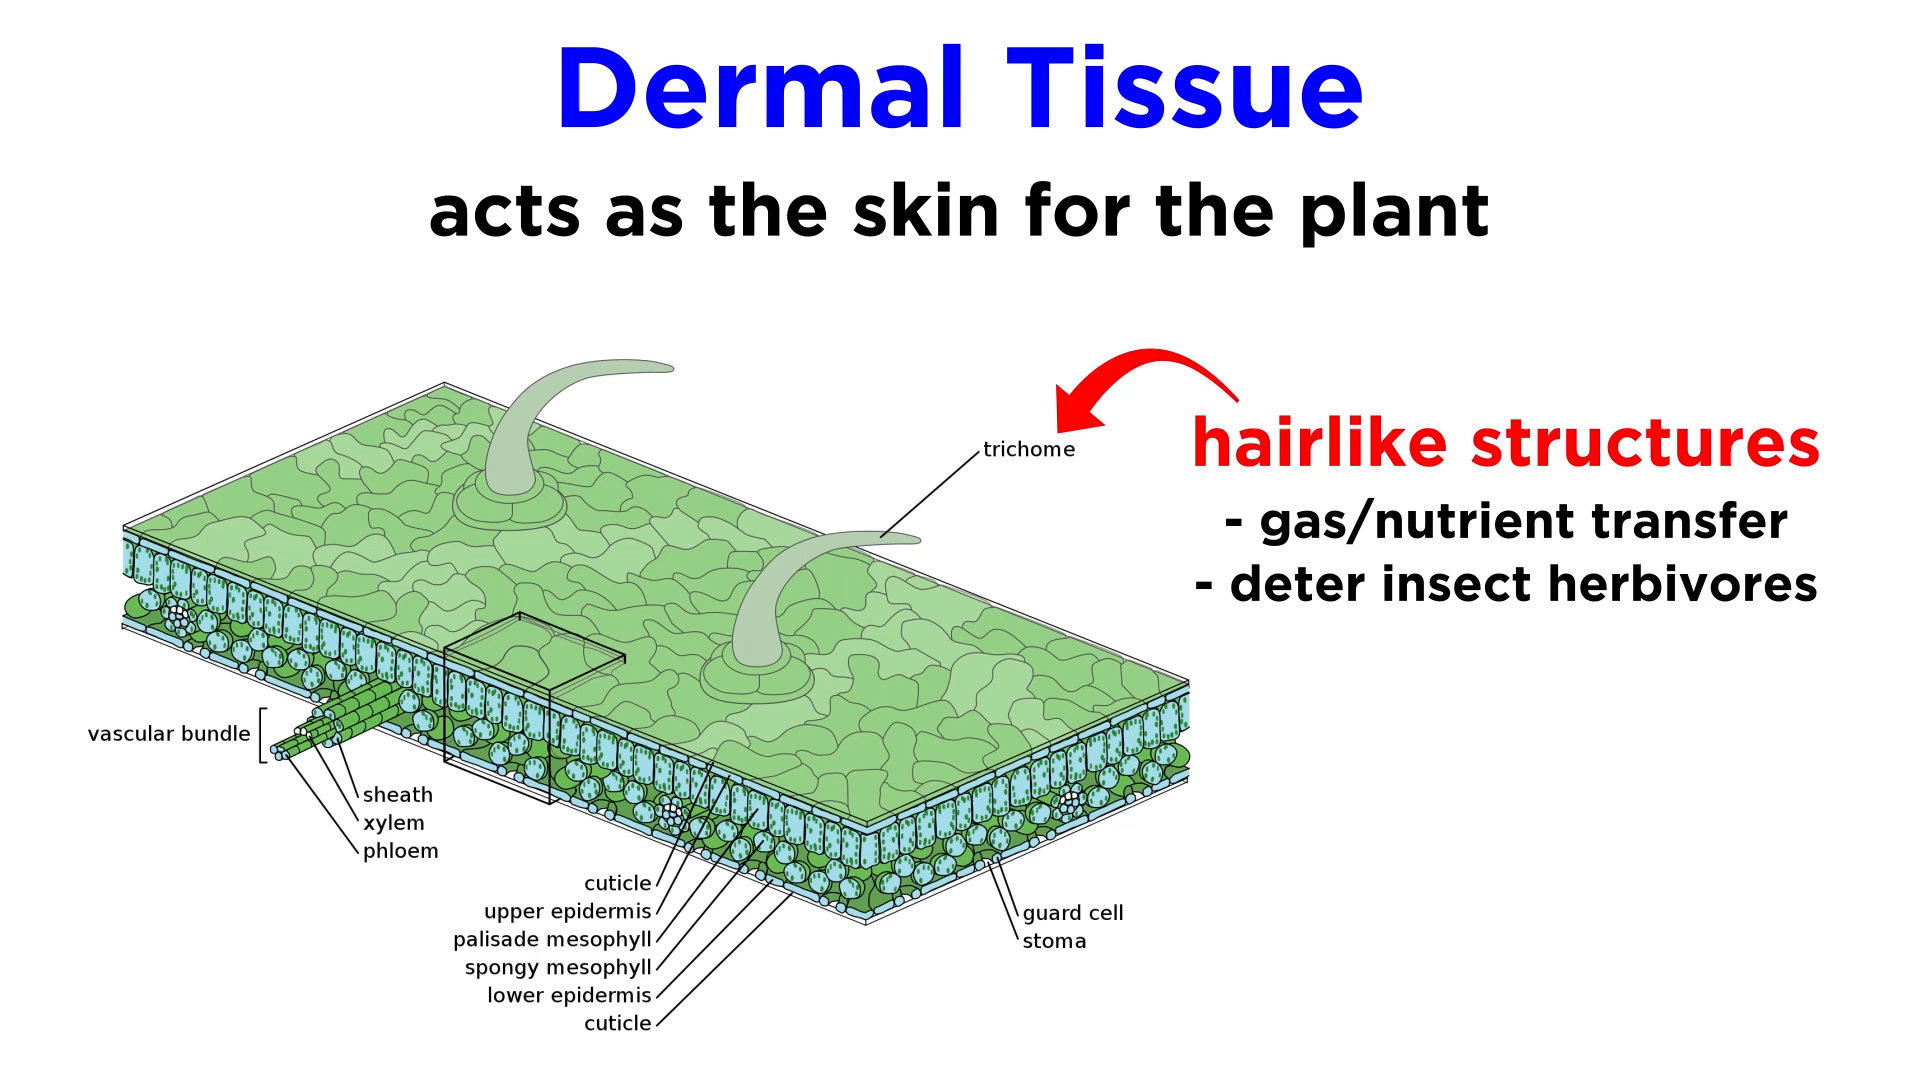 Dermal Tissue
acts as the skin for the plant
trichome
hairlike structures
- gas/nutrient transfer
- deter insect herbivores
vascular bundle
sheath
xylem
phloem
cuticle
upper epidermis
palisade mesophyll
spongy mesophyll
lower epidermis
cuticle
guard cell
stoma